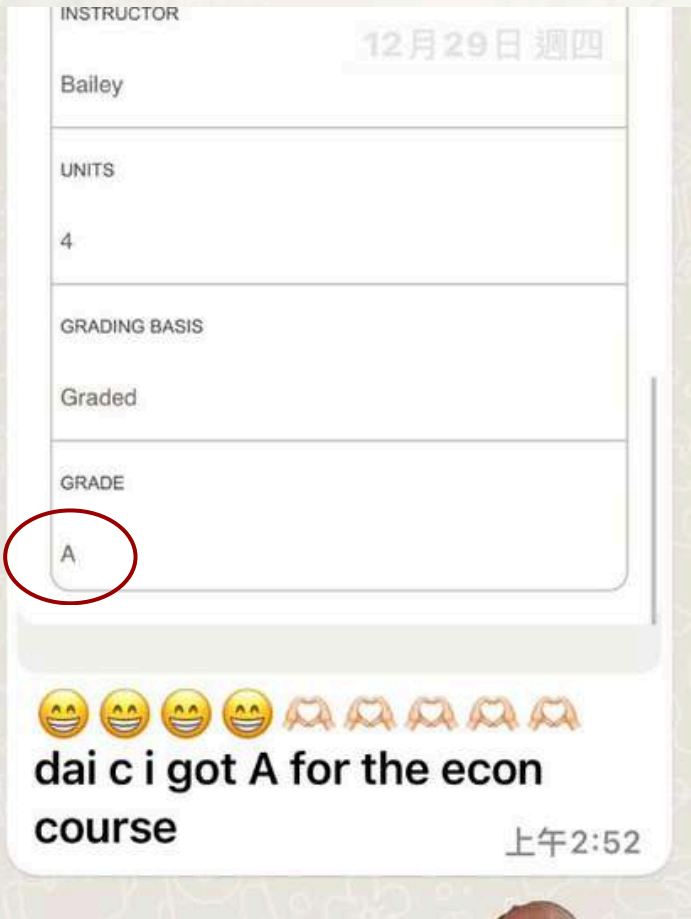 INSTRUCTOR
12月29日 週四
Bailey
UNITS
4
GRADING BASIS
Graded
GRADE
A
😁😁😁😁🫶🏻🫶🏻🫶🏻🫶🏻🫶🏻
dai c i got A for the econ
course
上午2:52